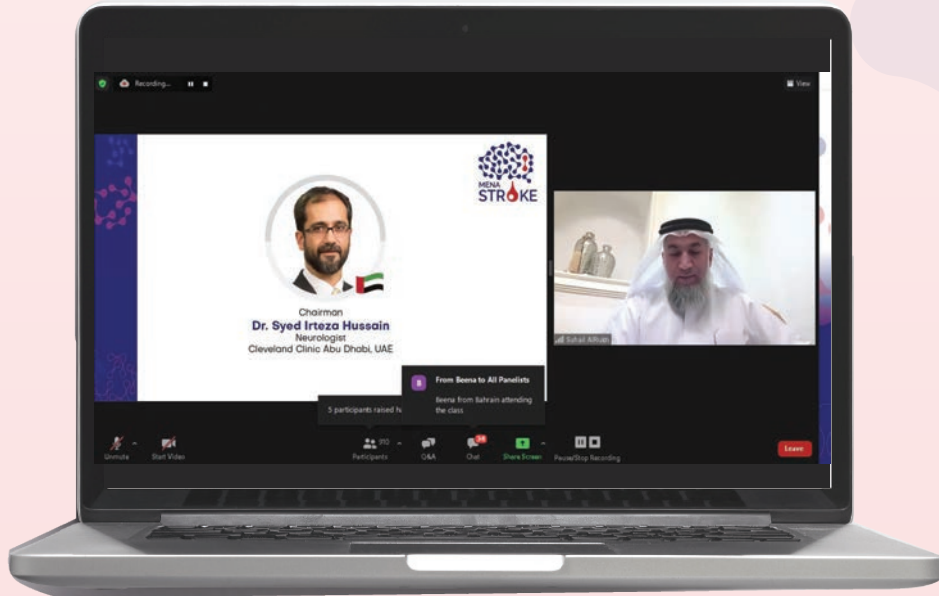 Recording...
View
MENA
STROKE
Chairman
Dr. Syed Irteza Hussain
Neurologist
Cleveland Clinic Abu Dhabi, UAE
Suhail
B
From Beena to All Panelists
Beena from Bahrain attending
the class
5 participants raised
34
Unmute
Start Video
Participants
Q&A
Chat
Share Screen
Pause/Stop Recording
Leave